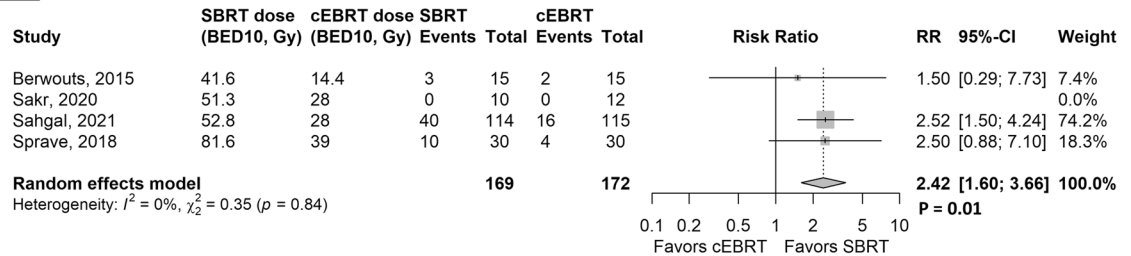 SBRT dose cEBRT dose SBRT cEBRT
Study (BED10, Gy) (BED10, Gy) Events Total Events Total Risk Ratio RR 95%-CI Weight
Berwouts, 2015 41.6 14.4 3 15 2 15 1.50 [0.29; 7.73] 7.4%
Sakr, 2020 51.3 28 0 10 0 12 0.0%
Sahgal, 2021 52.8 28 40 114 16 115 2.52 [1.50; 4.24] 74.2%
Sprave, 2018 81.6 39 10 30 4 30 2.50 [0.88; 7.10] 18.3%
Random effects model 169 172 2.42 [1.60; 3.66] 100.0%
Heterogeneity: I² = 0%, χ²₂ = 0.35 (p = 0.84)
P = 0.01
0.1 0.2 0.5 1 2 5 10
Favors cEBRT Favors SBRT